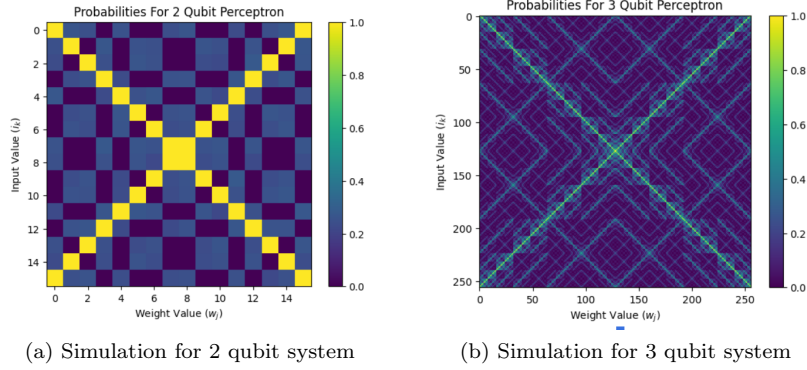 Probabilities For 2 Qubit Perceptron
0
2
4
6
8
10
12
14
Input Value (i_k)
0 2 4 6 8 10 12 14
Weight Value (w_j)
1.0
0.8
0.6
0.4
0.2
0.0
(a) Simulation for 2 qubit system
Probabilities For 3 Qubit Perceptron
0
50
100
150
200
250
Input Value (i_k)
0 50 100 150 200 250
Weight Value (w_j)
1.0
0.8
0.6
0.4
0.2
0.0
(b) Simulation for 3 qubit system